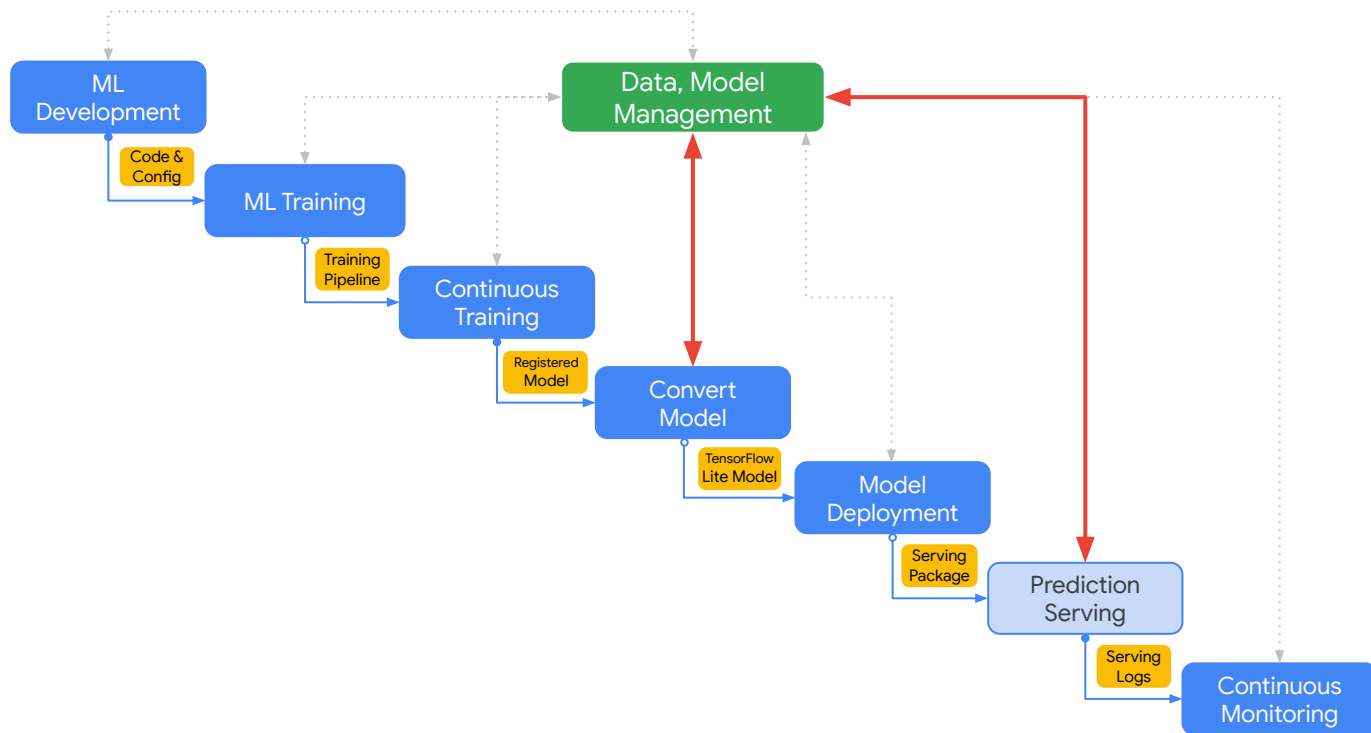 ML
Development
Data, Model
Management
Code &
Config
ML Training
Training
Pipeline
Continuous
Training
Registered
Model
Convert
Model
TensorFlow
Lite Model
Model
Deployment
Serving
Package
Prediction
Serving
Serving
Logs
Continuous
Monitoring